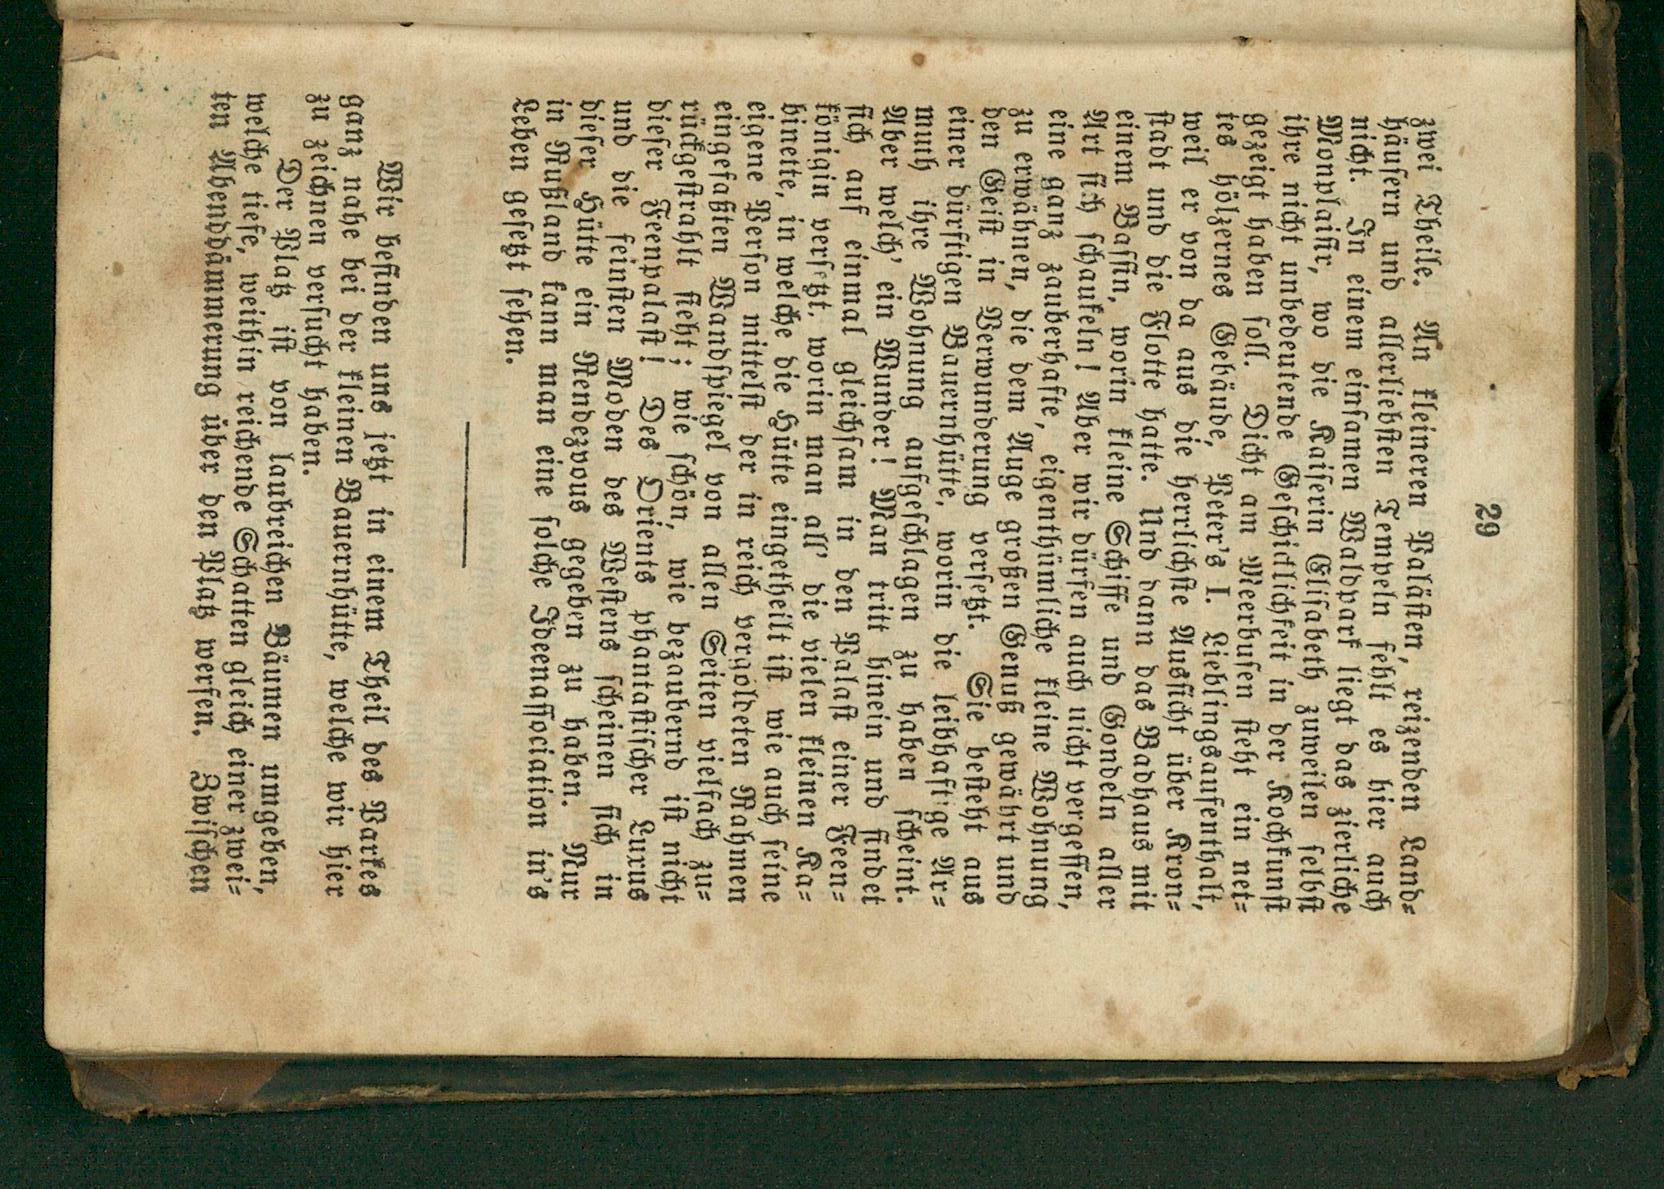 29
zwei Theile. An kleineren Palästen, reizenden Land-
häusern und allerliebsten Tempeln fehlt es hier auch
nicht. In einem einsamen Waldpark liegt das zierliche
Monplaisir, wo die Kaiserin Elisabeth zuweilen selbst
ihre nicht unbedeutende Geschicklichkeit in der Kochkunst
gezeigt haben soll. Dicht am Meerbusen steht ein net-
tes hölzernes Gebäude, Peter's I. Lieblingsaufenthalt,
weil er von da aus die herrlichste Aussicht über Kron-
stadt und die Flotte hatte. Und dann das Badhaus mit
einem Bassin, worin kleine Schiffe und Gondeln aller
Art sich schaukeln! Aber wir dürfen auch nicht vergessen,
eine ganz zauberhafte, eigenthümliche kleine Wohnung
zu erwähnen, die dem Auge großen Genuß gewährt und
den Geist in Verwunderung versetzt. Sie besteht aus
einer dürftigen Bauernhütte, worin die leibhaftige Ar-
muth ihre Wohnung aufgeschlagen zu haben scheint.
Aber welch' ein Wunder! Man tritt hinein und findet
sich auf einmal gleichsam in den Palast einer Feen-
königin versetzt, worin man all' die vielen kleinen Ka-
binette, in welche die Hütte eingetheilt ist wie auch seine
eigene Person mittelst der in reich vergoldeten Rahmen
eingefaßten Wandspiegel von allen Seiten vielfach zu-
rückgestrahlt sieht; wie schön, wie bezaubernd ist nicht
dieser Feenpalast! Des Orients phantastischer Luxus
und die feinsten Moden des Westens scheinen sich in
dieser Hütte ein Rendezvous gegeben zu haben. Nur
in Rußland kann man eine solche Ideenassociation in's
Leben gesetzt sehen.
Wir befinden uns jetzt in einem Theil des Parkes
ganz nahe bei der kleinen Bauernhütte, welche wir hier
zu zeichnen versucht haben.
Der Platz ist von laubreichen Bäumen umgeben,
welche tiefe, weithin reichende Schatten gleich einer zwei-
ten Abenddämmerung über den Platz werfen. Zwischen